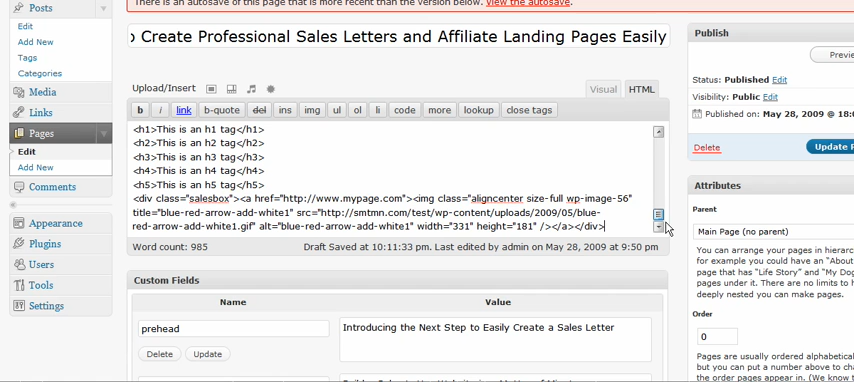 Posts
Edit
Add New
Tags
Categories
Media
Links
Pages
Edit
Add New
Comments
Appearance
Plugins
Users
Tools
Settings
There is an autosave of this page that is more recent than the version below. View the autosave.
o Create Professional Sales Letters and Affiliate Landing Pages Easily
Upload/Insert
Visual HTML
b i link b-quote del ins img ul ol li code more lookup close tags
<h1>This is an h1 tag</h1>
<h2>This is an h2 tag</h2>
<h3>This is an h3 tag</h3>
<h4>This is an h4 tag</h4>
<h5>This is an h5 tag</h5>
<div class="salesbox"><a href="http://www.mypage.com"><img class="aligncenter size-full wp-image-56"
title="blue-red-arrow-add-white1" src="http://smtmn.com/test/wp-content/uploads/2009/05/blue-
red-arrow-add-white1.gif" alt="blue-red-arrow-add-white1" width="331" height="181" /></a></div>
Word count: 985 Draft Saved at 10:11:33 pm. Last edited by admin on May 28, 2009 at 9:50 pm
Custom Fields
Name Value
prehead
Introducing the Next Step to Easily Create a Sales Letter
Delete Update
Publish
Previe
Status: Published Edit
Visibility: Public Edit
Published on: May 28, 2009 @ 18:0
Delete
Update P
Attributes
Parent
Main Page (no parent)
You can arrange your pages in hierarc
for example you could have an "About
page that has "Life Story" and "My Dog
pages under it. There are no limits to h
deeply nested you can make pages.
Order
0
Pages are usually ordered alphabetical
but you can put a number above to ch
the order pages appear in. (We know t